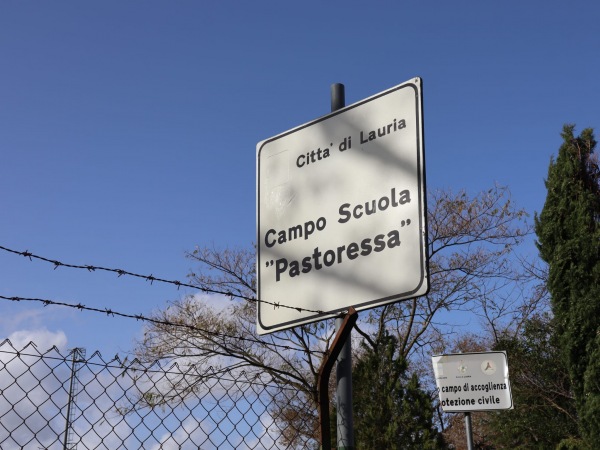 Citta' di Lauria
Campo Scuola
"Pastoressa"
campo di accoglienza
otezione civile